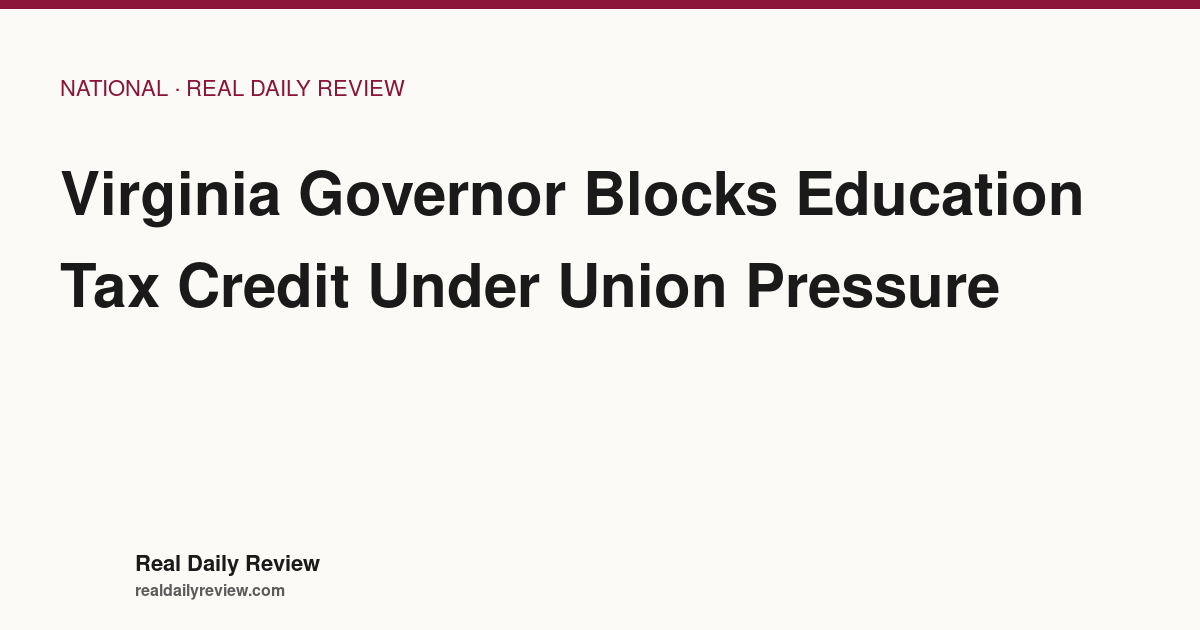 NATIONAL · REAL DAILY REVIEW
Virginia Governor Blocks Education
Tax Credit Under Union Pressure
Real Daily Review
realdailyreview.com